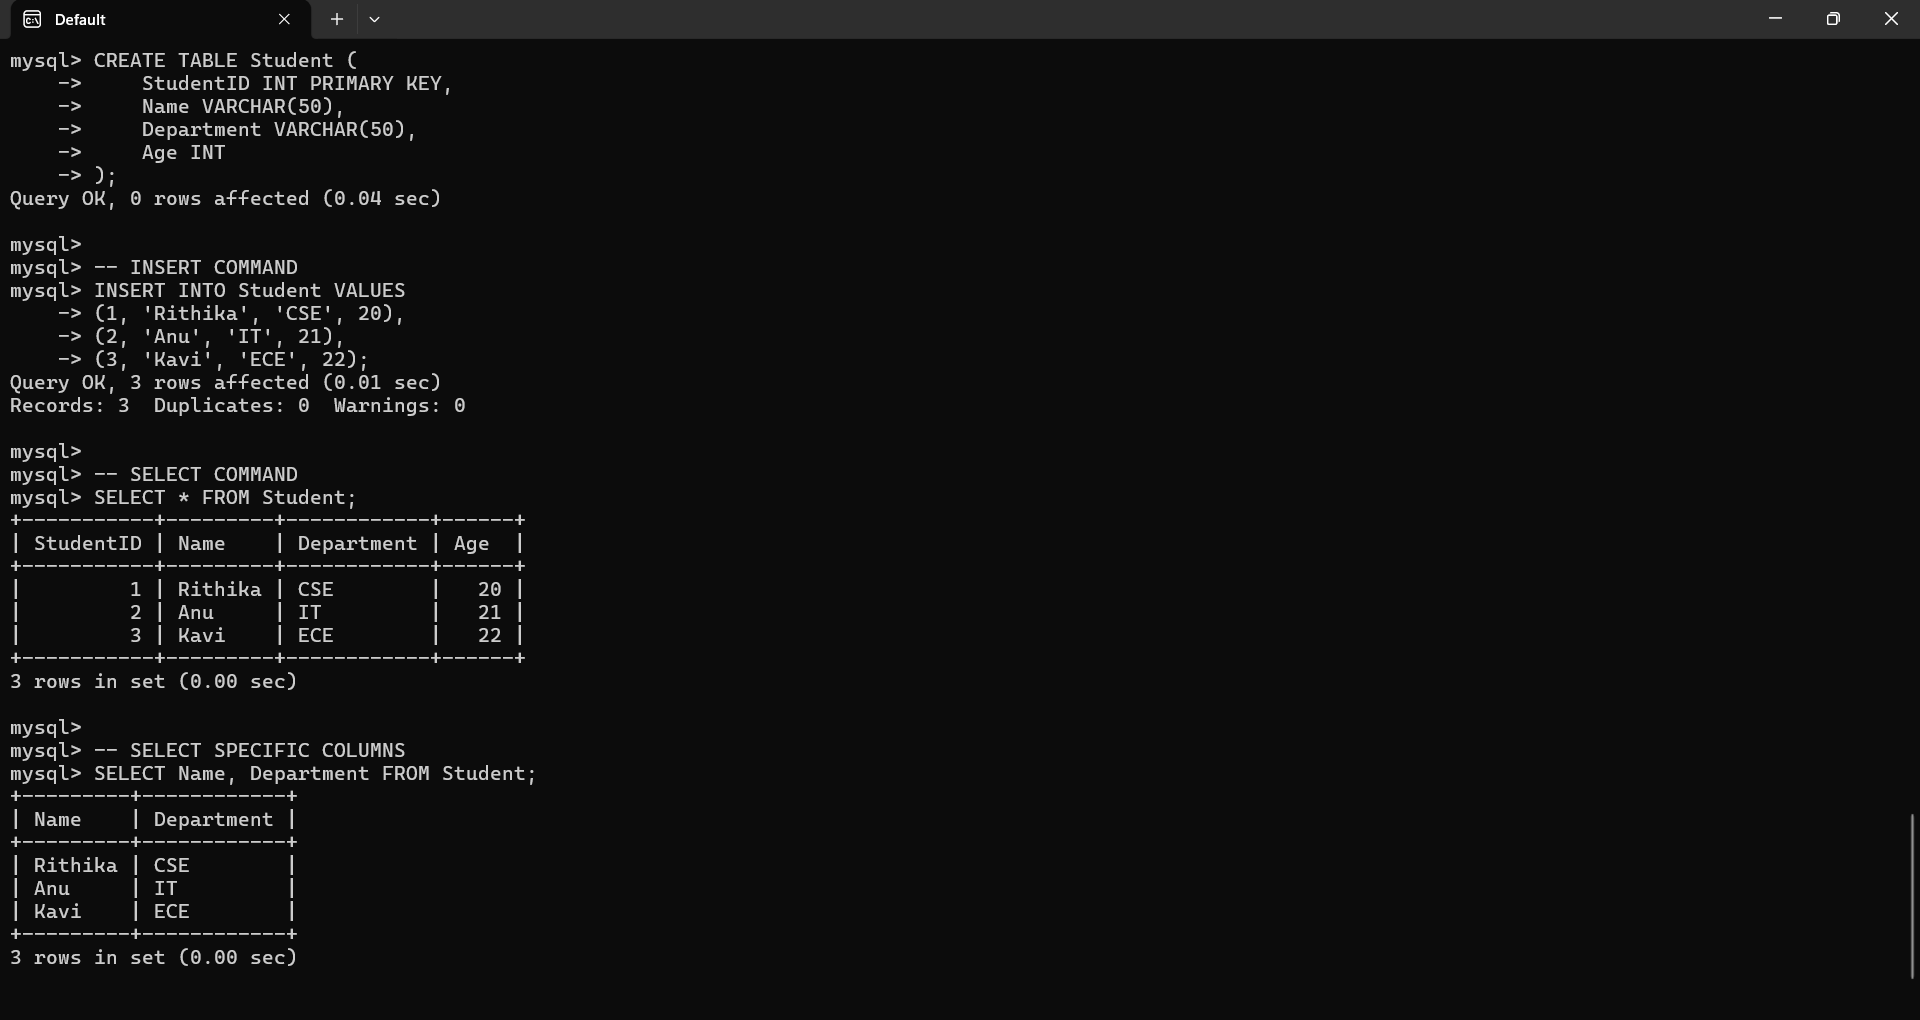 Default
mysql> CREATE TABLE Student (
    ->     StudentID INT PRIMARY KEY,
    ->     Name VARCHAR(50),
    ->     Department VARCHAR(50),
    ->     Age INT
    -> );
Query OK, 0 rows affected (0.04 sec)

mysql>
mysql> -- INSERT COMMAND
mysql> INSERT INTO Student VALUES
    -> (1, 'Rithika', 'CSE', 20),
    -> (2, 'Anu', 'IT', 21),
    -> (3, 'Kavi', 'ECE', 22);
Query OK, 3 rows affected (0.01 sec)
Records: 3  Duplicates: 0  Warnings: 0

mysql>
mysql> -- SELECT COMMAND
mysql> SELECT * FROM Student;
+-----------+---------+------------+------+
| StudentID | Name    | Department | Age  |
+-----------+---------+------------+------+
|         1 | Rithika | CSE        |   20 |
|         2 | Anu     | IT         |   21 |
|         3 | Kavi    | ECE        |   22 |
+-----------+---------+------------+------+
3 rows in set (0.00 sec)

mysql>
mysql> -- SELECT SPECIFIC COLUMNS
mysql> SELECT Name, Department FROM Student;
+---------+------------+
| Name    | Department |
+---------+------------+
| Rithika | CSE        |
| Anu     | IT         |
| Kavi    | ECE        |
+---------+------------+
3 rows in set (0.00 sec)